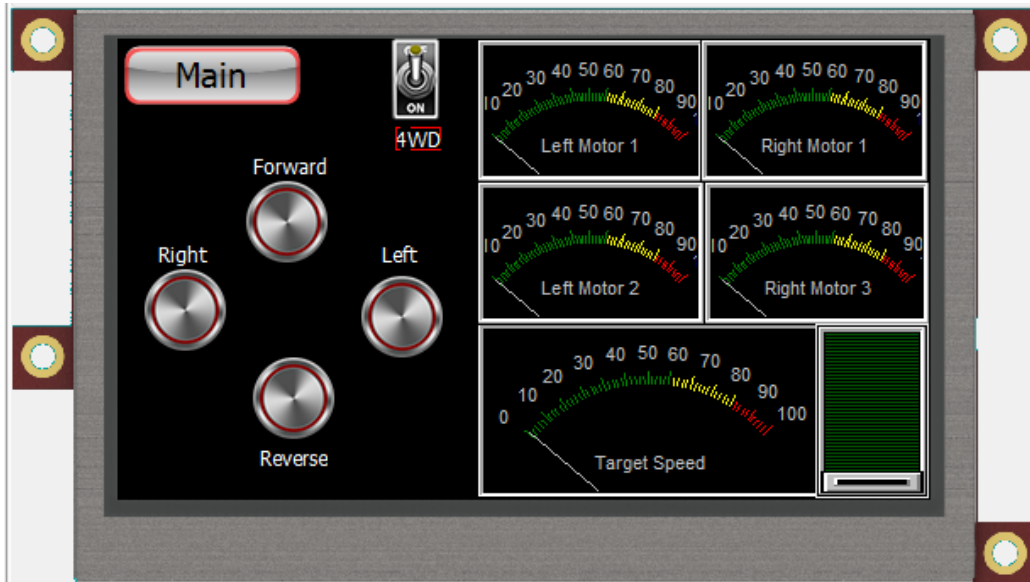 Main
ON
4WD
Forward
Right
Left
Reverse
10 20 30 40 50 60 70 80 90
Left Motor 1
10 20 30 40 50 60 70 80 90
Right Motor 1
10 20 30 40 50 60 70 80 90
Left Motor 2
10 20 30 40 50 60 70 80 90
Right Motor 3
0 10 20 30 40 50 60 70 80 90 100
Target Speed